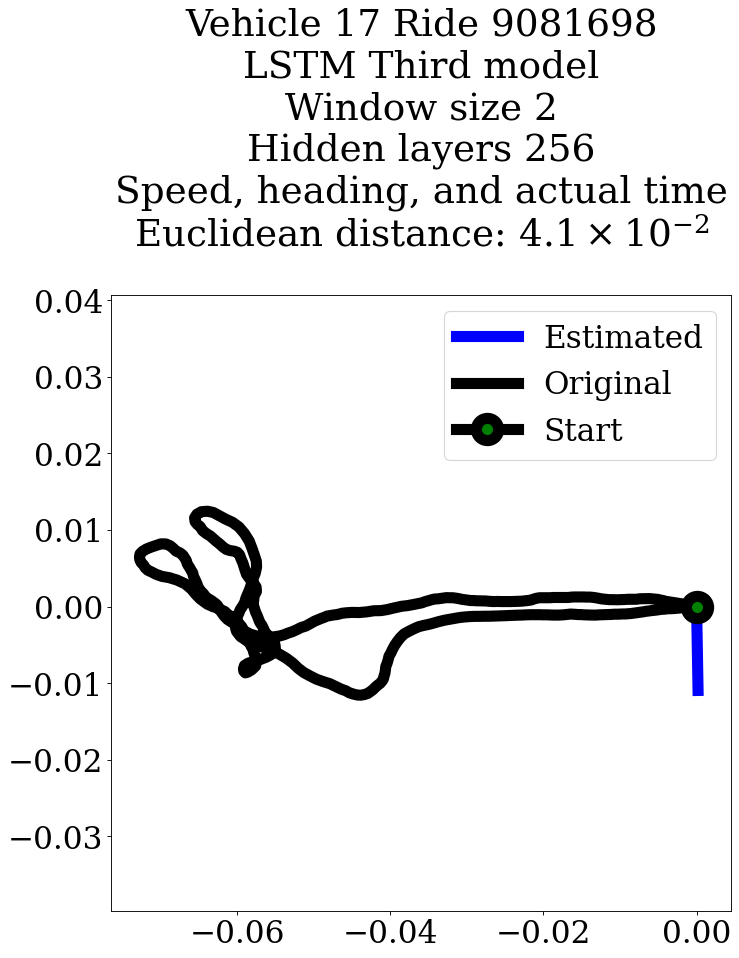 Vehicle 17 Ride 9081698
LSTM Third model
Window size 2
Hidden layers 256
Speed, heading, and actual time
Euclidean distance: 4.1 × 10⁻²
0.04
0.03
0.02
0.01
0.00
−0.01
−0.02
−0.03
Estimated
Original
Start
−0.06 −0.04 −0.02 0.00